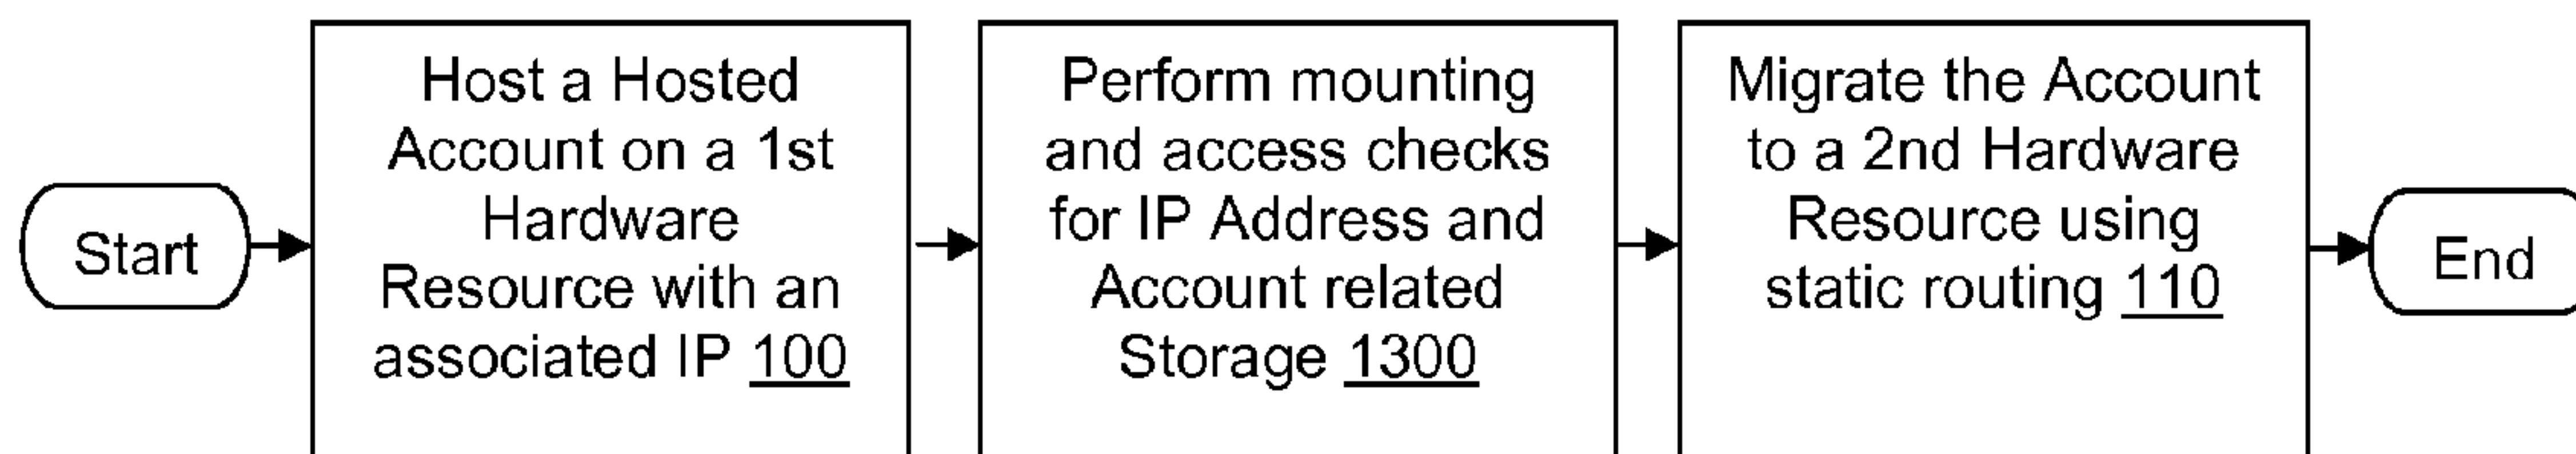 Start
Host a Hosted
Account on a 1st
Hardware
Resource with an
associated IP 100
Perform mounting
and access checks
for IP Address and
Account related
Storage 1300
Migrate the Account
to a 2nd Hardware
Resource using
static routing 110
End